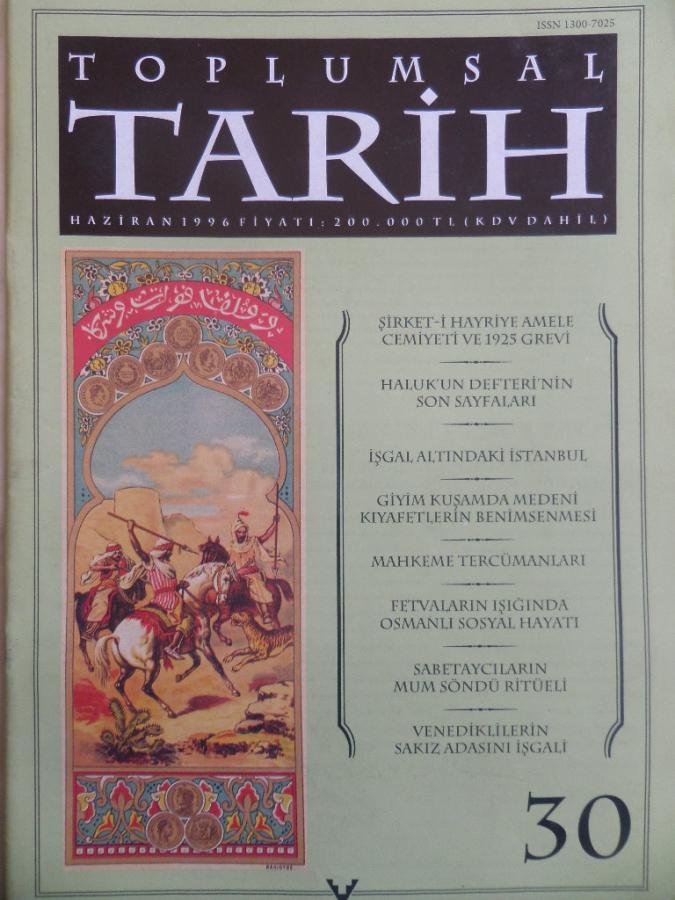 ISSN 1300-7025
TOPLUMSAL
TARİH
HAZİRAN 1996 FİYATI: 200.000 TL (KDV DAHİL)
ŞİRKET-İ HAYRİYE AMELE
CEMİYETİ VE 1925 GREVİ
HALUK'UN DEFTERİ'NİN
SON SAYFALARI
İŞGAL ALTINDAKİ İSTANBUL
GİYİM KUŞAMDA MEDENİ
KIYAFETLERİN BENİMSENMESİ
MAHKEME TERCÜMANLARI
FETVALARIN IŞIĞINDA
OSMANLI SOSYAL HAYATI
SABETAYCILARIN
MUM SÖNDÜ RİTÜELİ
VENEDİKLİLERİN
SAKIZ ADASINI İŞGALİ
30